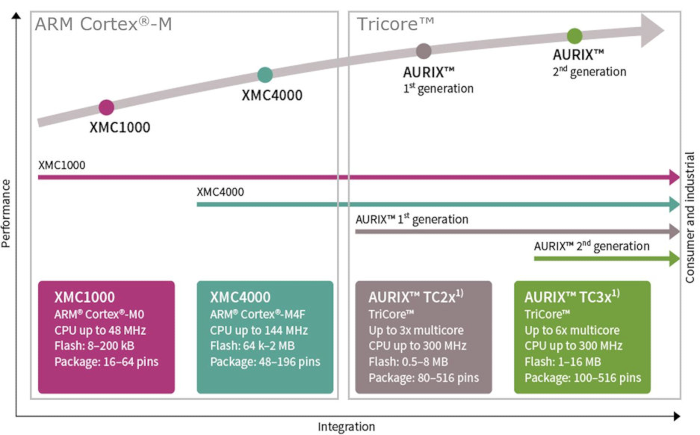 ARM Cortex®-M
Tricore™
XMC1000
XMC4000
AURIX™
1st generation
AURIX™
2nd generation
XMC1000
XMC4000
AURIX™ 1st generation
AURIX™ 2nd generation
Performance
Consumer and industrial
XMC1000
ARM® Cortex®-M0
CPU up to 48 MHz
Flash: 8–200 kB
Package: 16–64 pins
XMC4000
ARM® Cortex®-M4F
CPU up to 144 MHz
Flash: 64 k–2 MB
Package: 48–196 pins
AURIX™ TC2x1)
TriCore™
Up to 3x multicore
CPU up to 300 MHz
Flash: 0.5–8 MB
Package: 80–516 pins
AURIX™ TC3x1)
TriCore™
Up to 6x multicore
CPU up to 300 MHz
Flash: 1–16 MB
Package: 100–516 pins
Integration